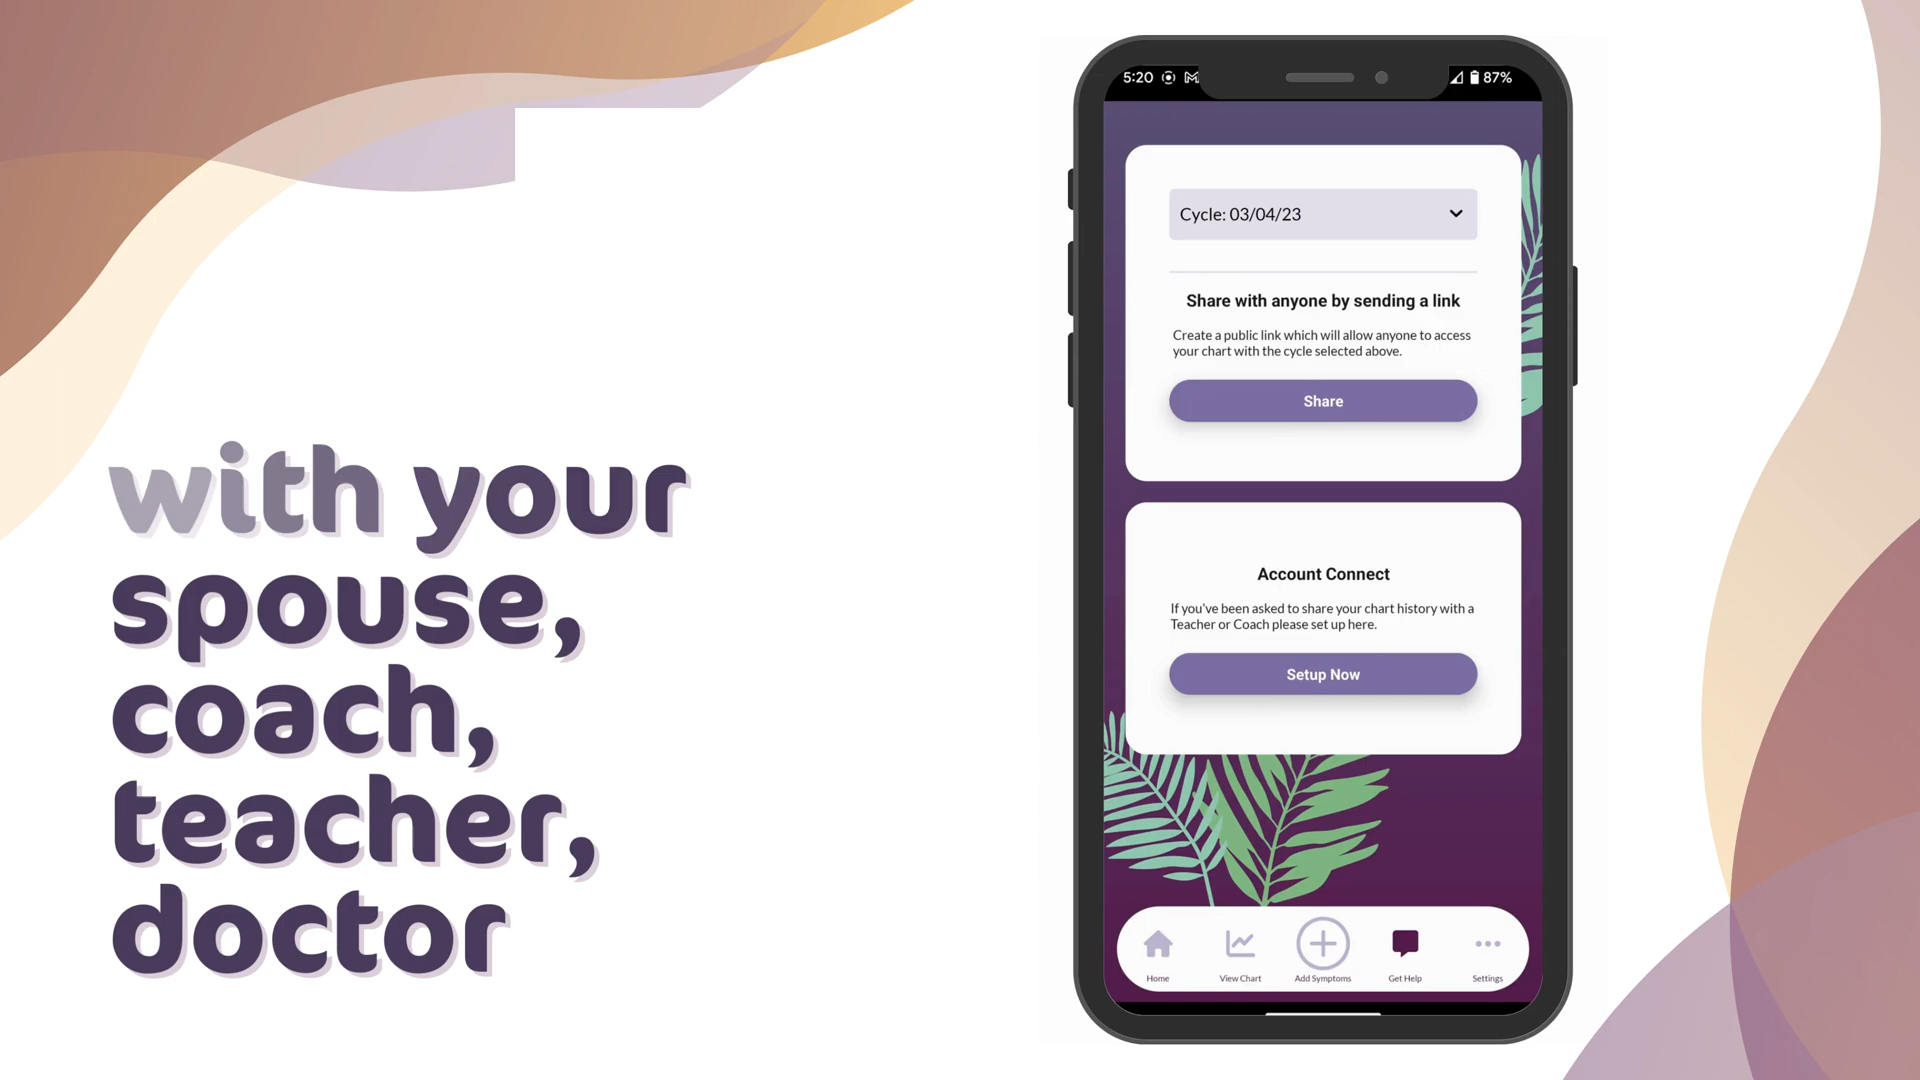 with your
spouse,
coach,
teacher,
doctor
5:20
87%
Cycle: 03/04/23
Share with anyone by sending a link
Create a public link which will allow anyone to access
your chart with the cycle selected above.
Share
Account Connect
If you've been asked to share your chart history with a
Teacher or Coach please set up here.
Setup Now
Home
View Chart
Add Symptoms
Get Help
Settings